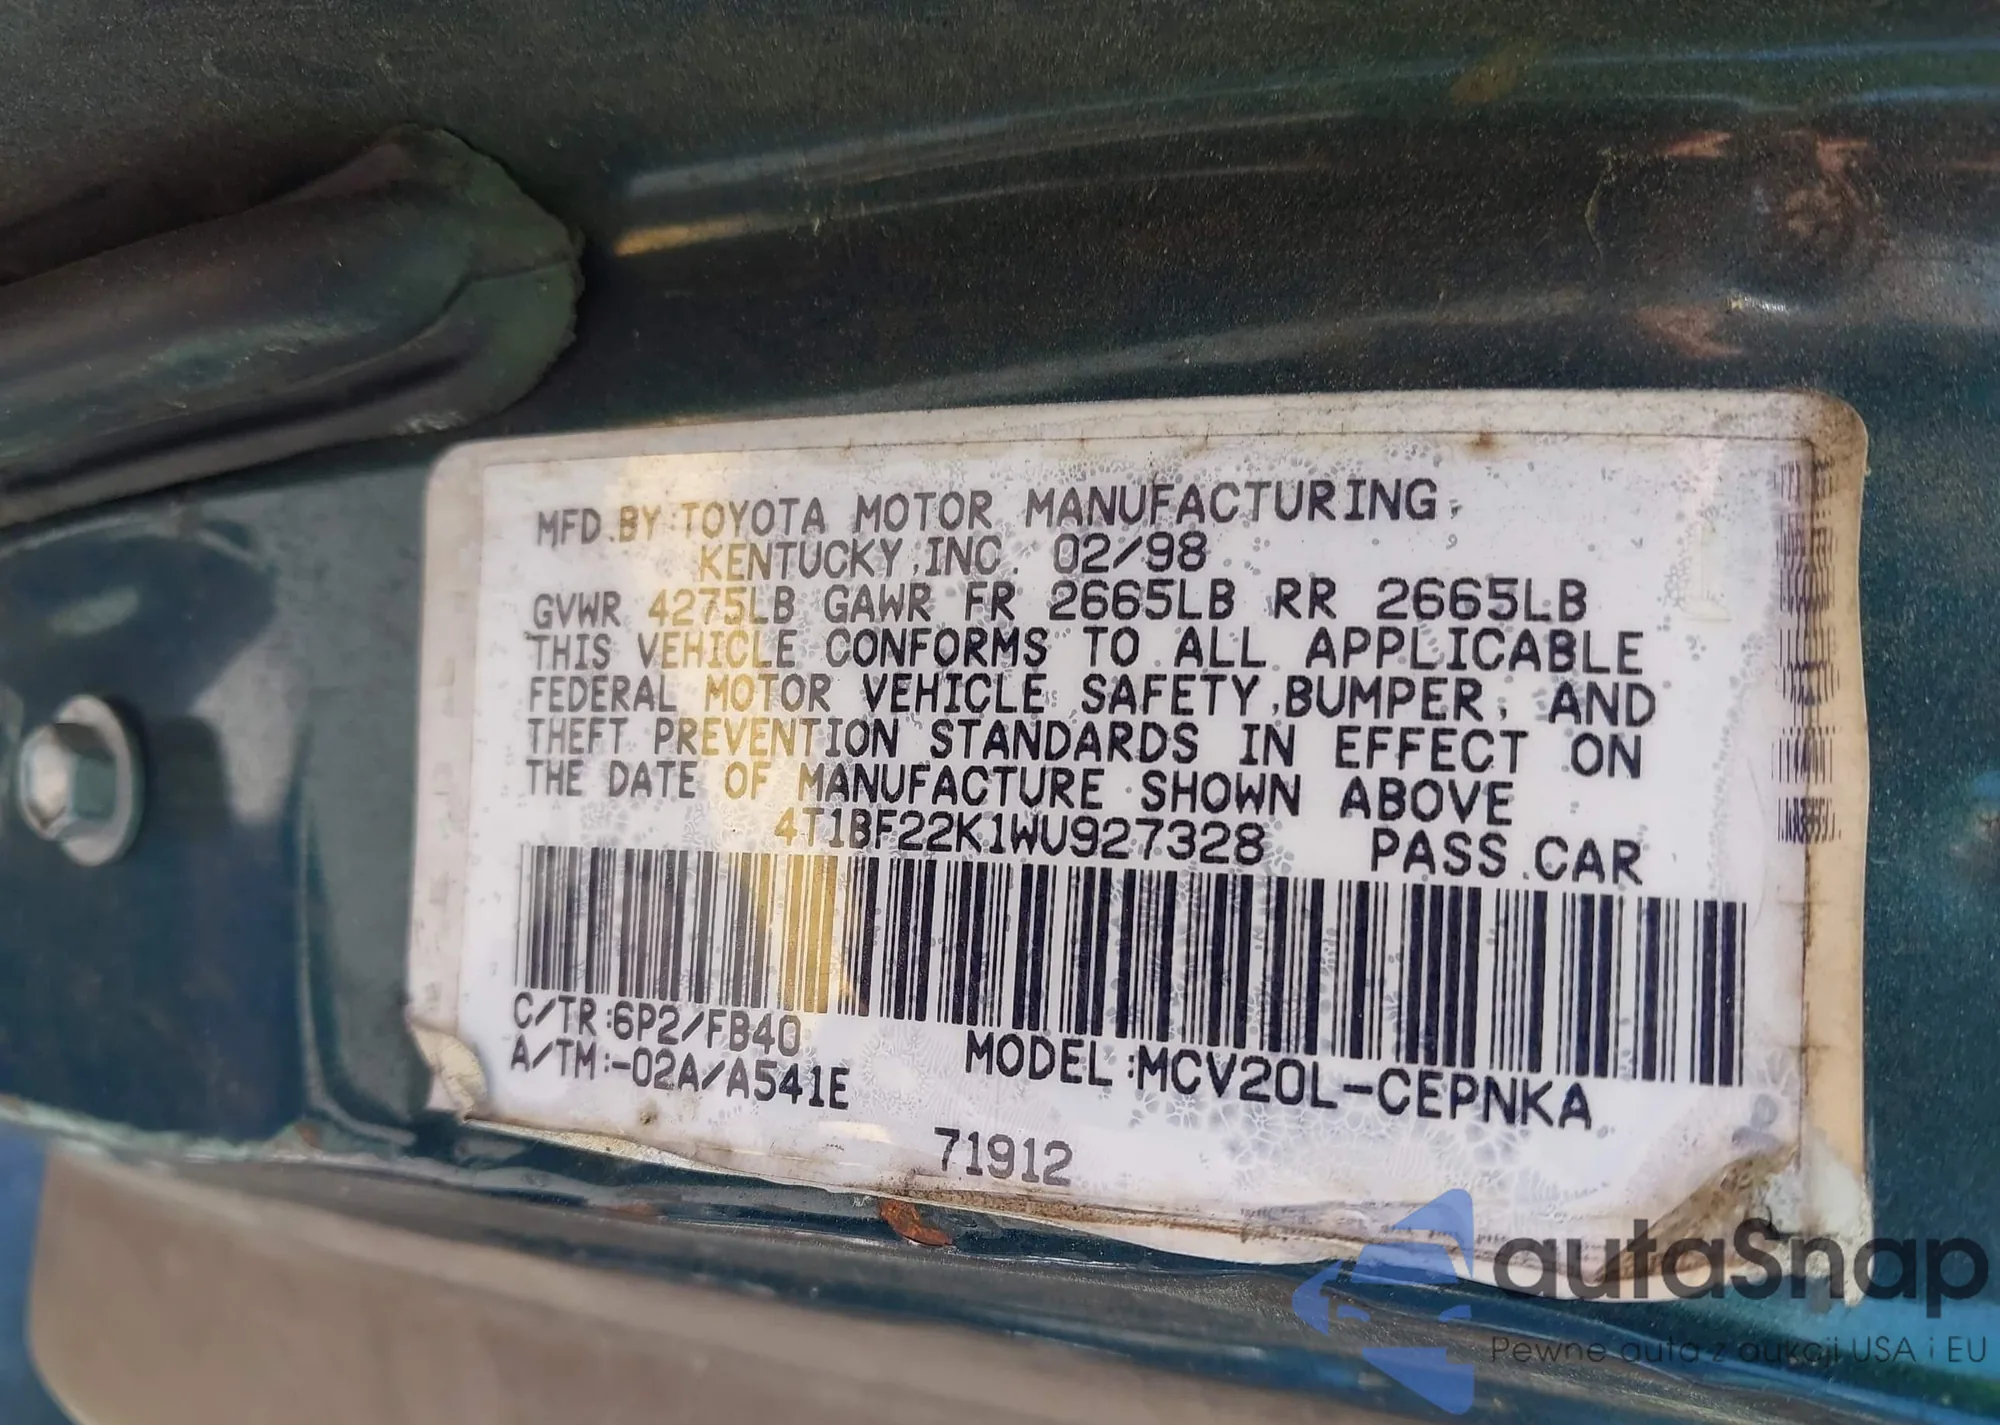 MFD.BY TOYOTA MOTOR MANUFACTURING,
KENTUCKY,INC. 02/98
GVWR 4275LB GAWR FR 2665LB RR 2665LB
THIS VEHICLE CONFORMS TO ALL APPLICABLE
FEDERAL MOTOR VEHICLE SAFETY,BUMPER, AND
THEFT PREVENTION STANDARDS IN EFFECT ON
THE DATE OF MANUFACTURE SHOWN ABOVE
4T1BF22K1WU927328 PASS.CAR
C/TR:6P2/FB40
A/TM:-02A/A541E MODEL:MCV20L-CEPNKA
71912
autaSnap
Pewne auta z aukcji USA i EU